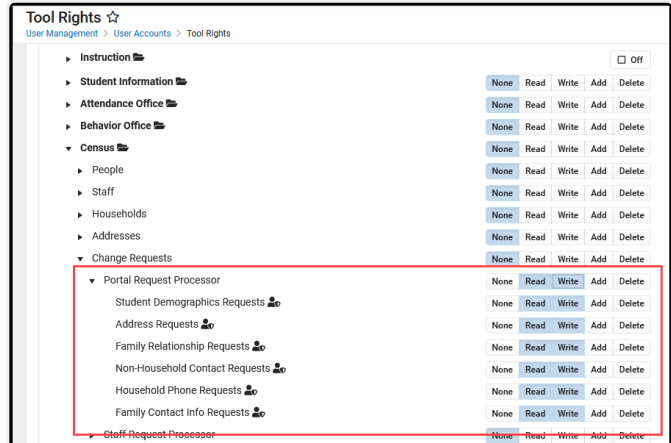 Tool Rights
User Management > User Accounts > Tool Rights
Instruction Off
Student Information None Read Write Add Delete
Attendance Office None Read Write Add Delete
Behavior Office None Read Write Add Delete
Census None Read Write Add Delete
People None Read Write Add Delete
Staff None Read Write Add Delete
Households None Read Write Add Delete
Addresses None Read Write Add Delete
Change Requests None Read Write Add Delete
Portal Request Processor None Read Write Add Delete
Student Demographics Requests None Read Write Add Delete
Address Requests None Read Write Add Delete
Family Relationship Requests None Read Write Add Delete
Non-Household Contact Requests None Read Write Add Delete
Household Phone Requests None Read Write Add Delete
Family Contact Info Requests None Read Write Add Delete
Staff Request Processor None Read Write Add Delete